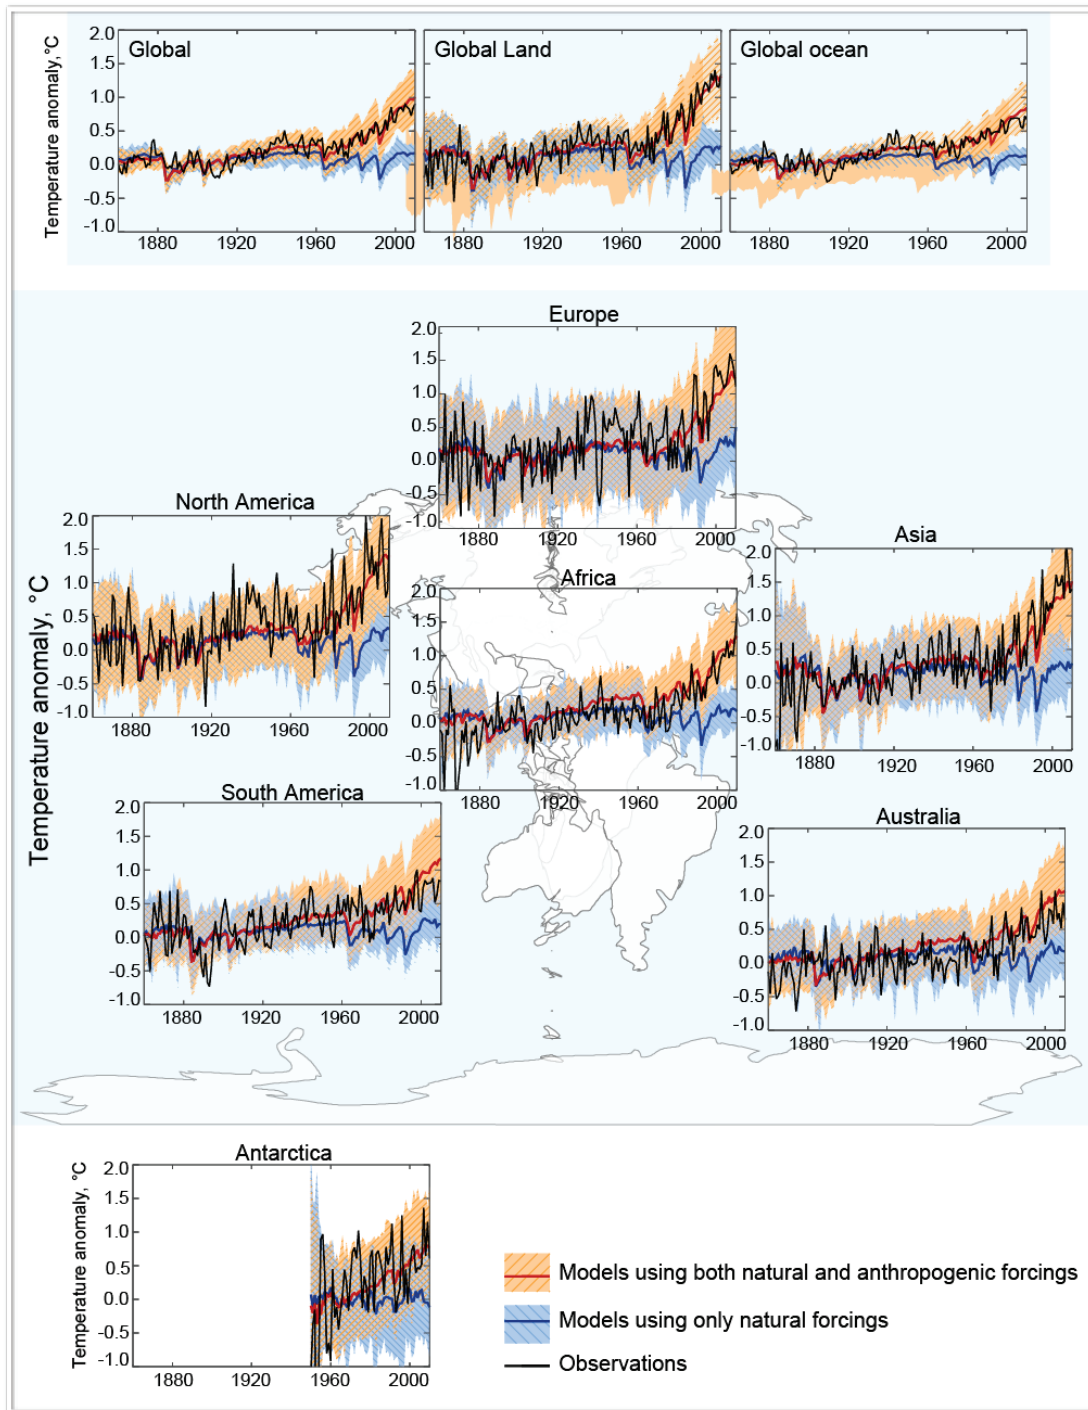 Temperature anomaly,°C
2.0
1.5
1.0
0.5
0.0
-0.5
-1.0
Global
Global Land
Global ocean
1880 1920 1960 2000
1880 1920 1960 2000
1880 1920 1960 2000
Temperature anomaly, °C
Europe
2.0
1.5
1.0
0.5
0.0
-0.5
-1.0
1880 1920 1960 2000
North America
2.0
1.5
1.0
0.5
0.0
-0.5
-1.0
1880 1920 1960 2000
Asia
2.0
1.5
1.0
0.5
0.0
-0.5
-1.0
1880 1920 1960 2000
Africa
2.0
1.5
1.0
0.5
0.0
-0.5
-1.0
1880 1920 1960 2000
South America
2.0
1.5
1.0
0.5
0.0
-0.5
-1.0
1880 1920 1960 2000
Australia
2.0
1.5
1.0
0.5
0.0
-0.5
-1.0
1880 1920 1960 2000
Antarctica
Temperature anomaly, °C
2.0
1.5
1.0
0.5
0.0
-0.5
-1.0
1880 1920 1960 2000
Models using both natural and anthropogenic forcings
Models using only natural forcings
Observations